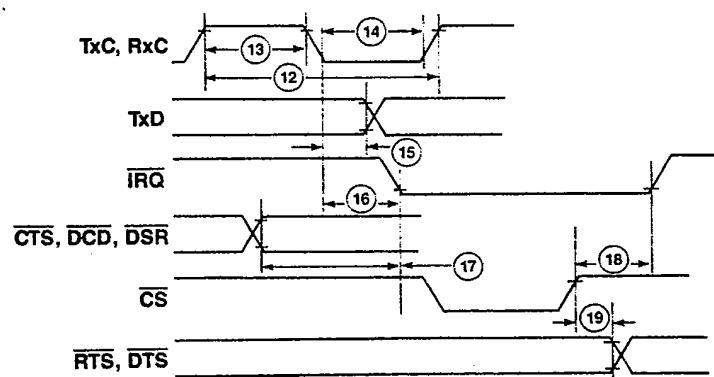 TxC, RxC
13
14
12
TxD
15
IRQ
16
CTS, DCD, DSR
17
18
CS
19
RTS, DTS